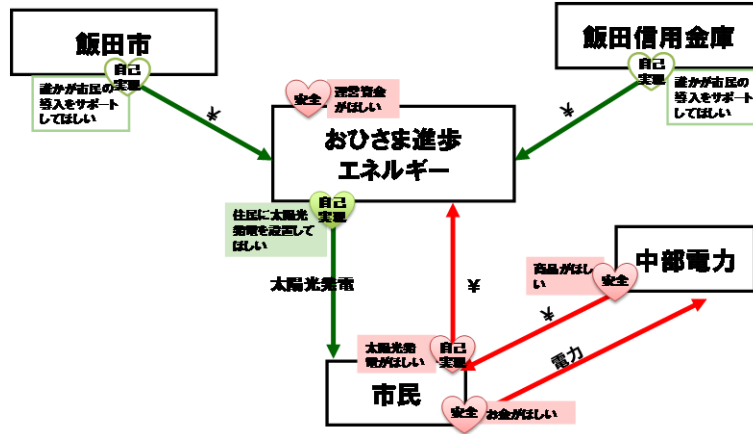 飯田市
飯田信用金庫
自己
実現
誰かが市民の
導入をサポート
してほしい
自己
実現
誰かが市民の
導入をサポート
してほしい
安全
運営資金
がほしい
¥
¥
おひさま進歩
エネルギー
自己
実現
住民に太陽光
発電を設置して
ほしい
中部電力
商品がほし
い
安全
太陽光発電
¥
¥
電力
太陽光発
電がほしい
自己
実現
市民
安全
お金がほしい